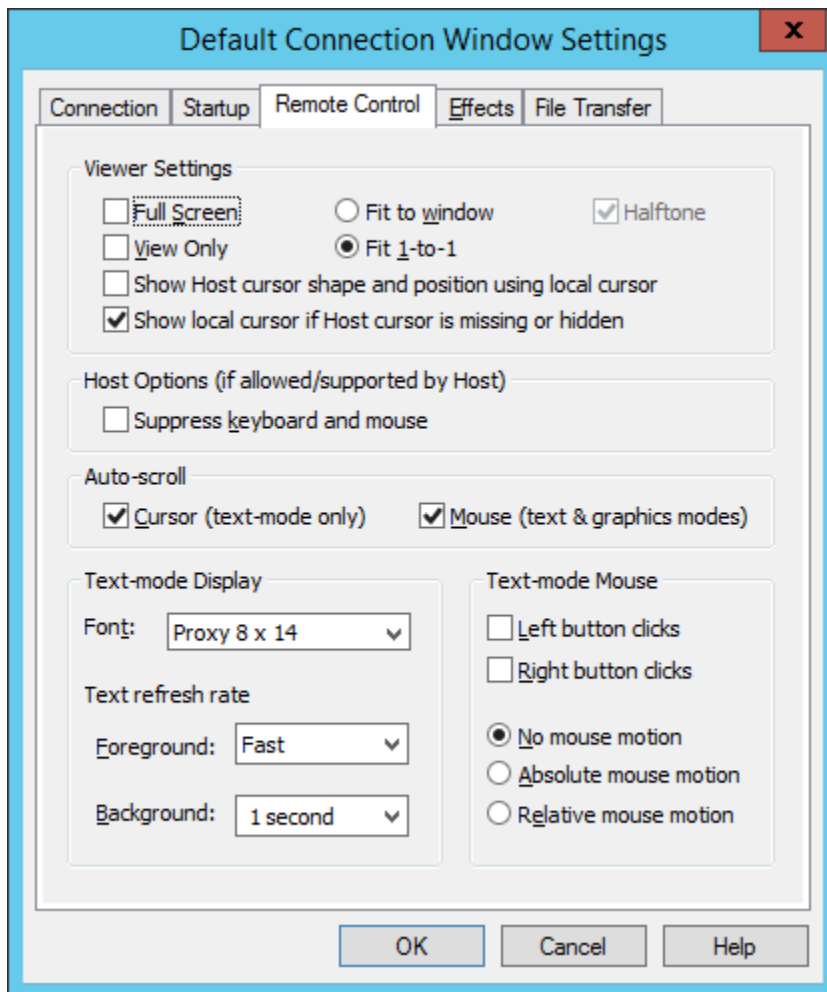 Default Connection Window Settings
x
Connection Startup Remote Control Effects File Transfer
Viewer Settings
Full Screen Fit to window Halftone
View Only Fit 1-to-1
Show Host cursor shape and position using local cursor
Show local cursor if Host cursor is missing or hidden
Host Options (if allowed/supported by Host)
Suppress keyboard and mouse
Auto-scroll
Cursor (text-mode only) Mouse (text & graphics modes)
Text-mode Display
Font: Proxy 8 x 14
Text refresh rate
Foreground: Fast
Background: 1 second
Text-mode Mouse
Left button clicks
Right button clicks
No mouse motion
Absolute mouse motion
Relative mouse motion
OK Cancel Help